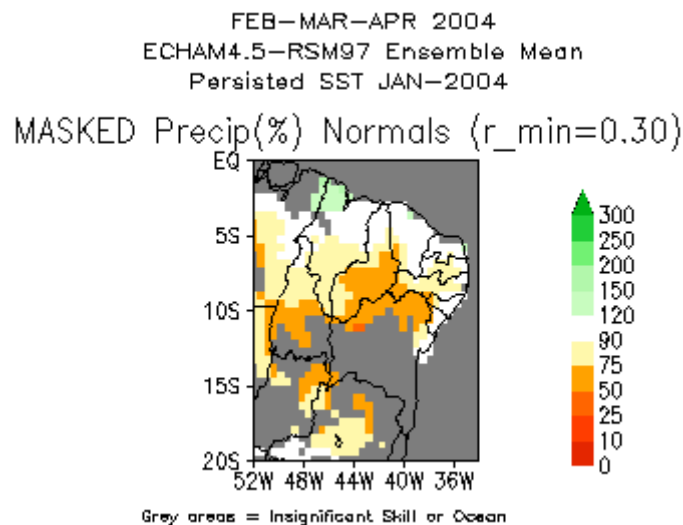 FEB-MAR-APR 2004
ECHAM4.5-RSM97 Ensemble Mean
Persisted SST JAN-2004
MASKED Precip(%) Normals (r_min=0.30)
EQ
5S
10S
15S
20S
52W 48W 44W 40W 36W
300
250
200
150
120
90
75
50
25
10
0
Grey areas = Insignificant Skill or Ocean